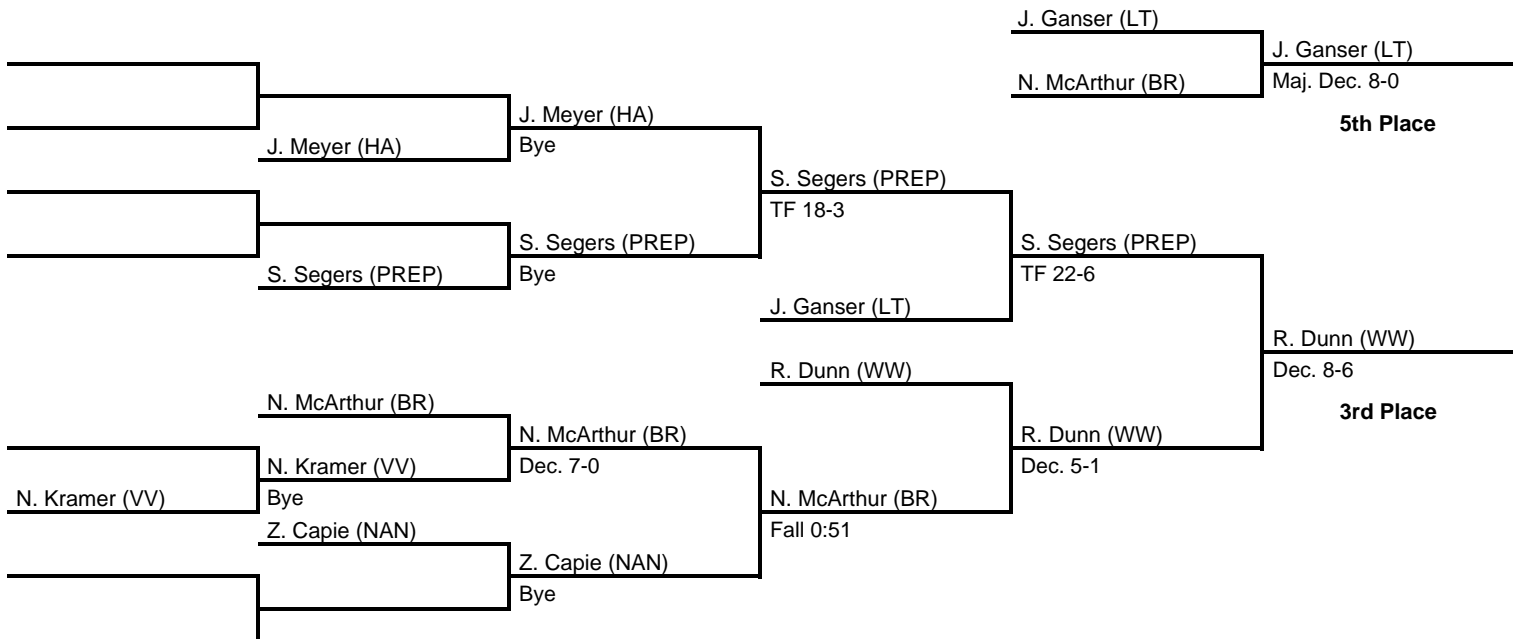 J. Ganser (LT)
J. Ganser (LT)
N. McArthur (BR)
Maj. Dec. 8-0
J. Meyer (HA)
5th Place
J. Meyer (HA)
Bye
S. Segers (PREP)
TF 18-3
S. Segers (PREP)
S. Segers (PREP)
S. Segers (PREP)
Bye
TF 22-6
J. Ganser (LT)
R. Dunn (WW)
R. Dunn (WW)
Dec. 8-6
N. McArthur (BR)
3rd Place
N. McArthur (BR)
R. Dunn (WW)
N. Kramer (VV)
Dec. 7-0
Dec. 5-1
N. Kramer (VV)
Bye
N. McArthur (BR)
Z. Capie (NAN)
Fall 0:51
Z. Capie (NAN)
Bye